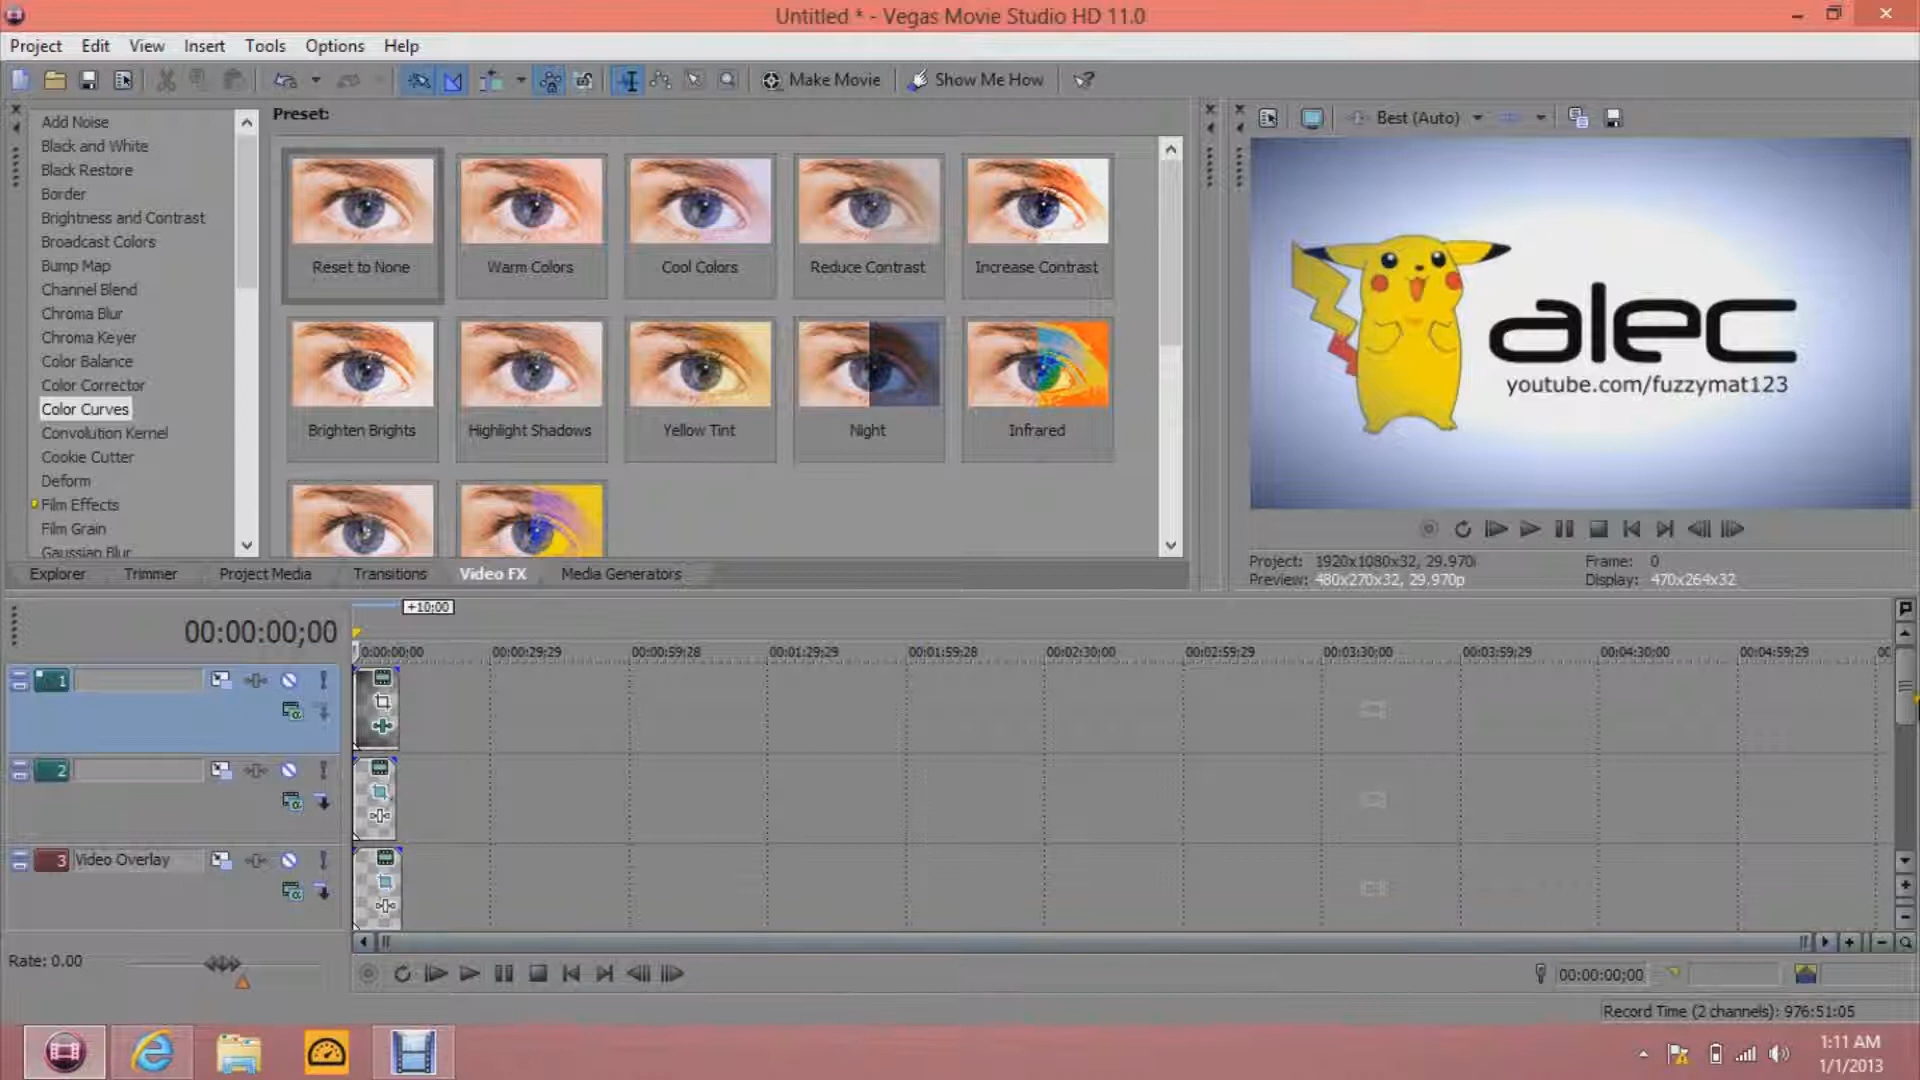 Untitled * - Vegas Movie Studio HD 11.0
Project Edit View Insert Tools Options Help
Make Movie Show Me How
Add Noise
Black and White
Black Restore
Border
Brightness and Contrast
Broadcast Colors
Bump Map
Channel Blend
Chroma Blur
Chroma Keyer
Color Balance
Color Corrector
Color Curves
Convolution Kernel
Cookie Cutter
Deform
Film Effects
Film Grain
Gaussian Blur
Preset:
Reset to None Warm Colors Cool Colors Reduce Contrast Increase Contrast
Brighten Brights Highlight Shadows Yellow Tint Night Infrared
Explorer Trimmer Project Media Transitions Video FX Media Generators
Best (Auto)
alec
youtube.com/fuzzymat123
Project: 1920x1080x32, 29.970i Frame: 0
Preview: 480x270x32, 29.970p Display: 470x264x32
+10;00
00:00:00;00
0:00:00;00 00:00:29;29 00:00:59;28 00:01:29;29 00:01:59;28 00:02:30;00 00:02:59;29 00:03:30;00 00:03:59;29 00:04:30;00 00:04:59;29 00
1
2
3 Video Overlay
Rate: 0.00
00:00:00;00
Record Time (2 channels): 976:51:05
1:11 AM
1/1/2013